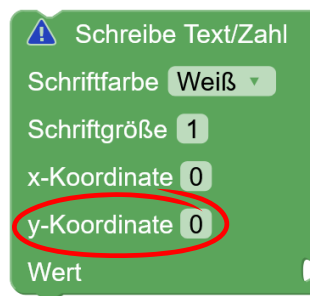 Schreibe Text/Zahl
Schriftfarbe Weiß
Schriftgröße 1
x-Koordinate 0
y-Koordinate 0
Wert